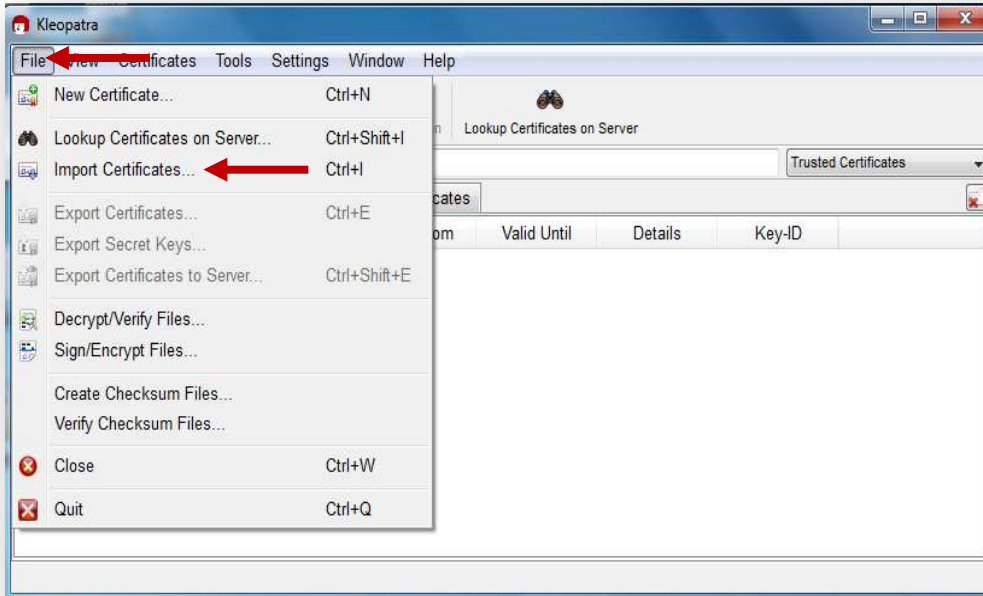 Kleopatra
File View Certificates Tools Settings Window Help
New Certificate... Ctrl+N
Lookup Certificates on Server
Lookup Certificates on Server... Ctrl+Shift+I
Import Certificates... Ctrl+I
Trusted Certificates
cates
Export Certificates... Ctrl+E
om Valid Until Details Key-ID
Export Secret Keys...
Export Certificates to Server... Ctrl+Shift+E
Decrypt/Verify Files...
Sign/Encrypt Files...
Create Checksum Files...
Verify Checksum Files...
Close Ctrl+W
Quit Ctrl+Q